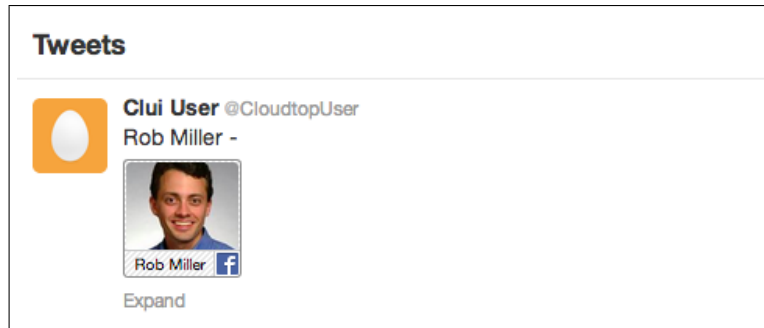 Tweets
Clui User @CloudtopUser
Rob Miller -
Rob Miller f
Expand